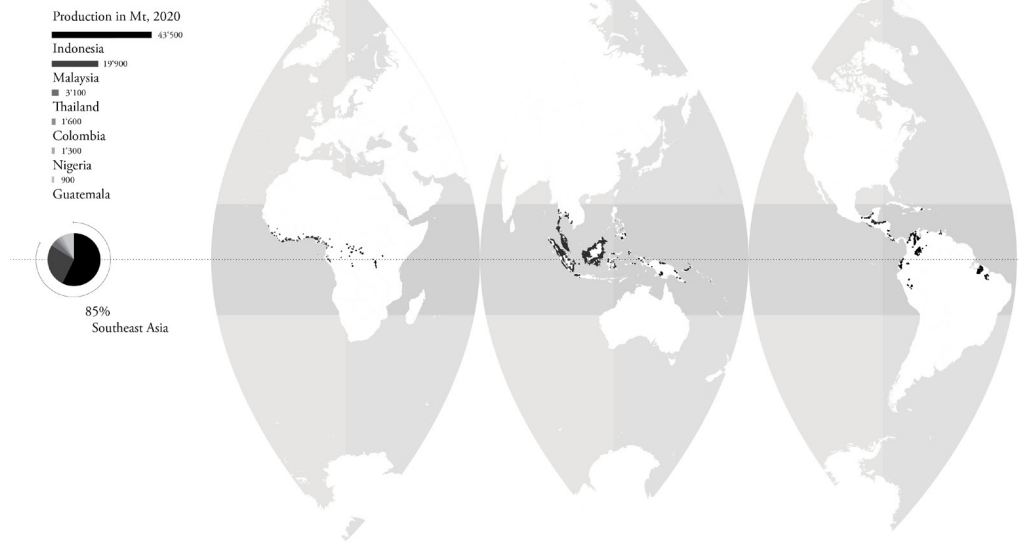 Production in Mt, 2020
43'500
Indonesia
19'900
Malaysia
3'100
Thailand
1'600
Colombia
1'300
Nigeria
900
Guatemala
85%
Southeast Asia